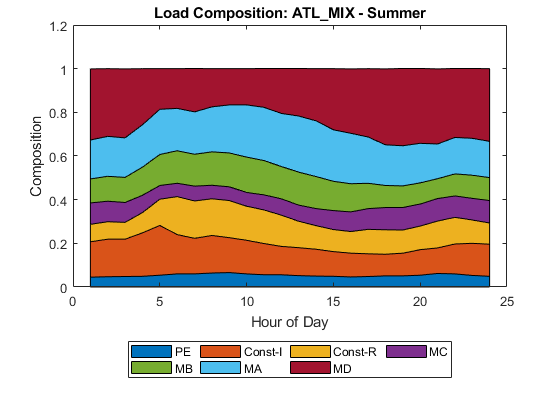 Load Composition: ATL_MIX - Summer
1.2
1
0.8
0.6
0.4
0.2
0
Composition
0 5 10 15 20 25
Hour of Day
PE Const-I Const-R MC
MB MA MD